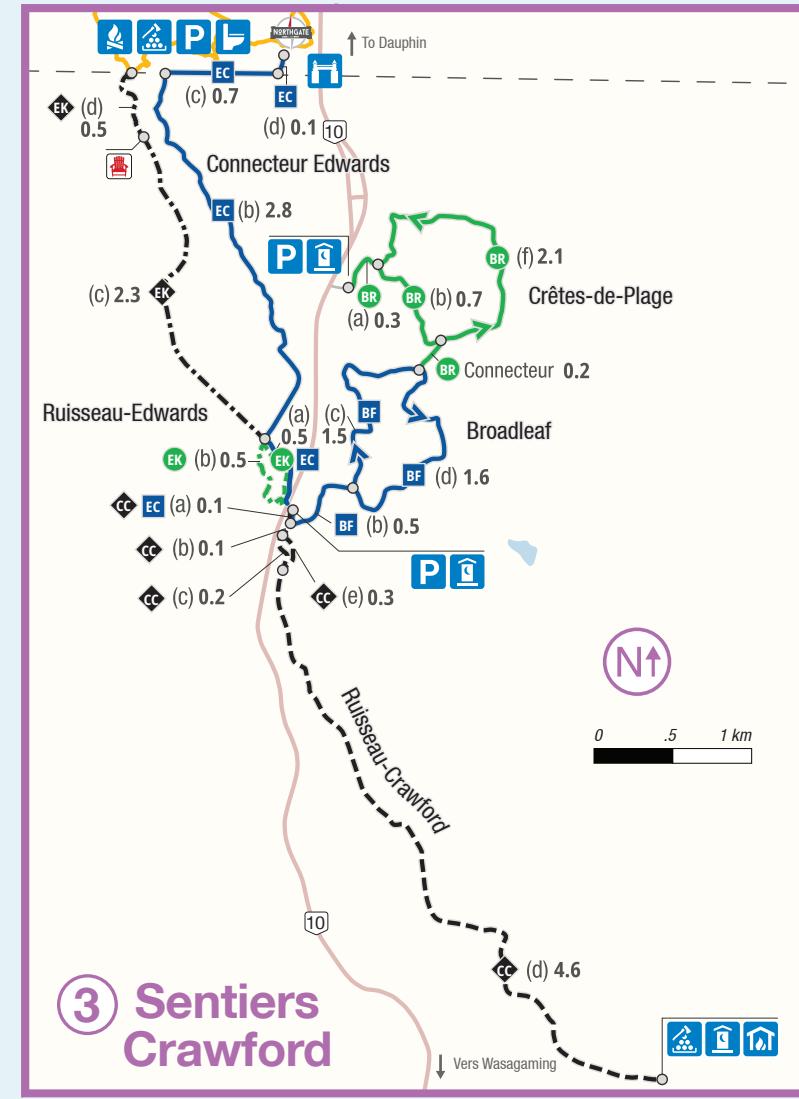 P
NORTHGATE
To Dauphin
EC
(c) 0.7
EC
EK (d)
0.5
(d) 0.1
10
Connecteur Edwards
EC (b) 2.8
P
BR (f) 2.1
(c) 2.3 EK
BR
BR (b) 0.7
Crêtes-de-Plage
(a) 0.3
BR Connecteur 0.2
Ruisseau-Edwards
(a)
0.5
(c)
1.5
BF
Broadleaf
EK (b) 0.5
EK EC
BF (d) 1.6
CC EC (a) 0.1
BF (b) 0.5
CC (b) 0.1
P
CC (c) 0.2
CC (e) 0.3
N
0 .5 1 km
Ruisseau-Crawford
10
CC (d) 4.6
3 Sentiers
Crawford
Vers Wasagaming